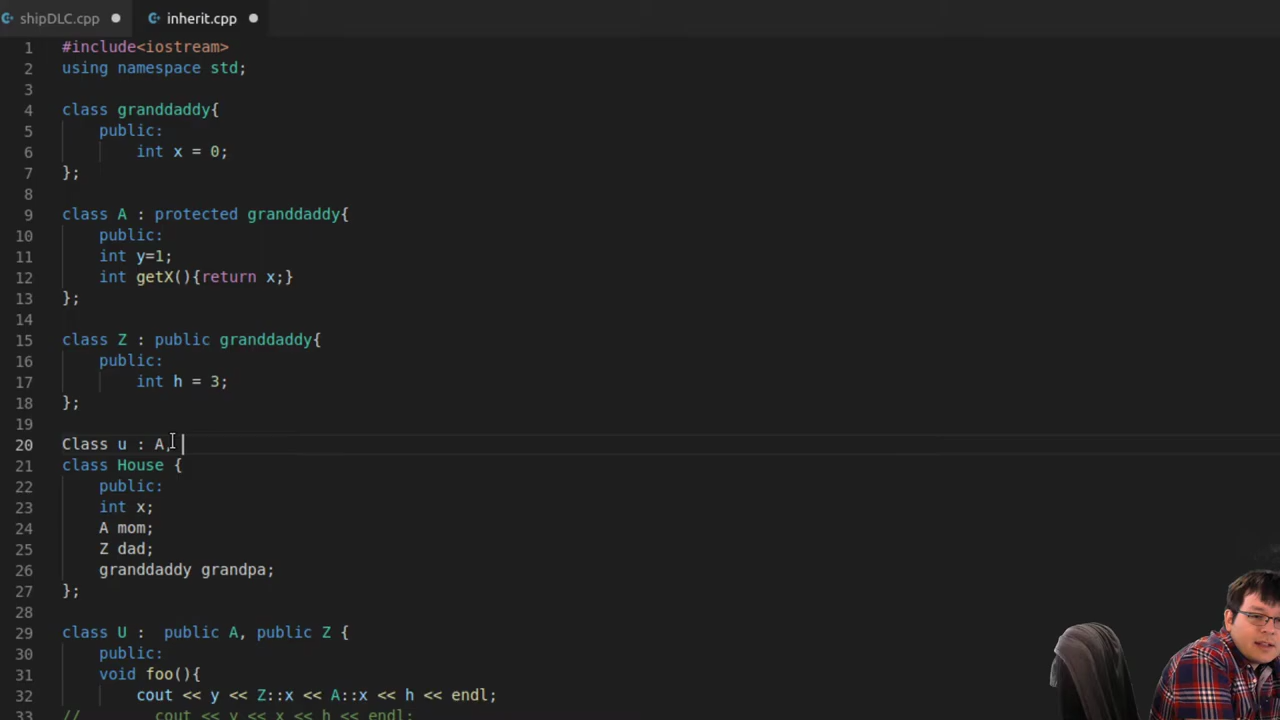 shipDLC.cpp inherit.cpp
1 #include<iostream>
2 using namespace std;
3
4 class granddaddy{
5 public:
6 int x = 0;
7 };
8
9 class A : protected granddaddy{
10 public:
11 int y=1;
12 int getX(){return x;}
13 };
14
15 class Z : public granddaddy{
16 public:
17 int h = 3;
18 };
19
20 Class u : A,
21 class House {
22 public:
23 int x;
24 A mom;
25 Z dad;
26 granddaddy grandpa;
27 };
28
29 class U :  public A, public Z {
30 public:
31 void foo(){
32 cout << y << Z::x << A::x << h << endl;
33 // cout << y << x << h << endl;